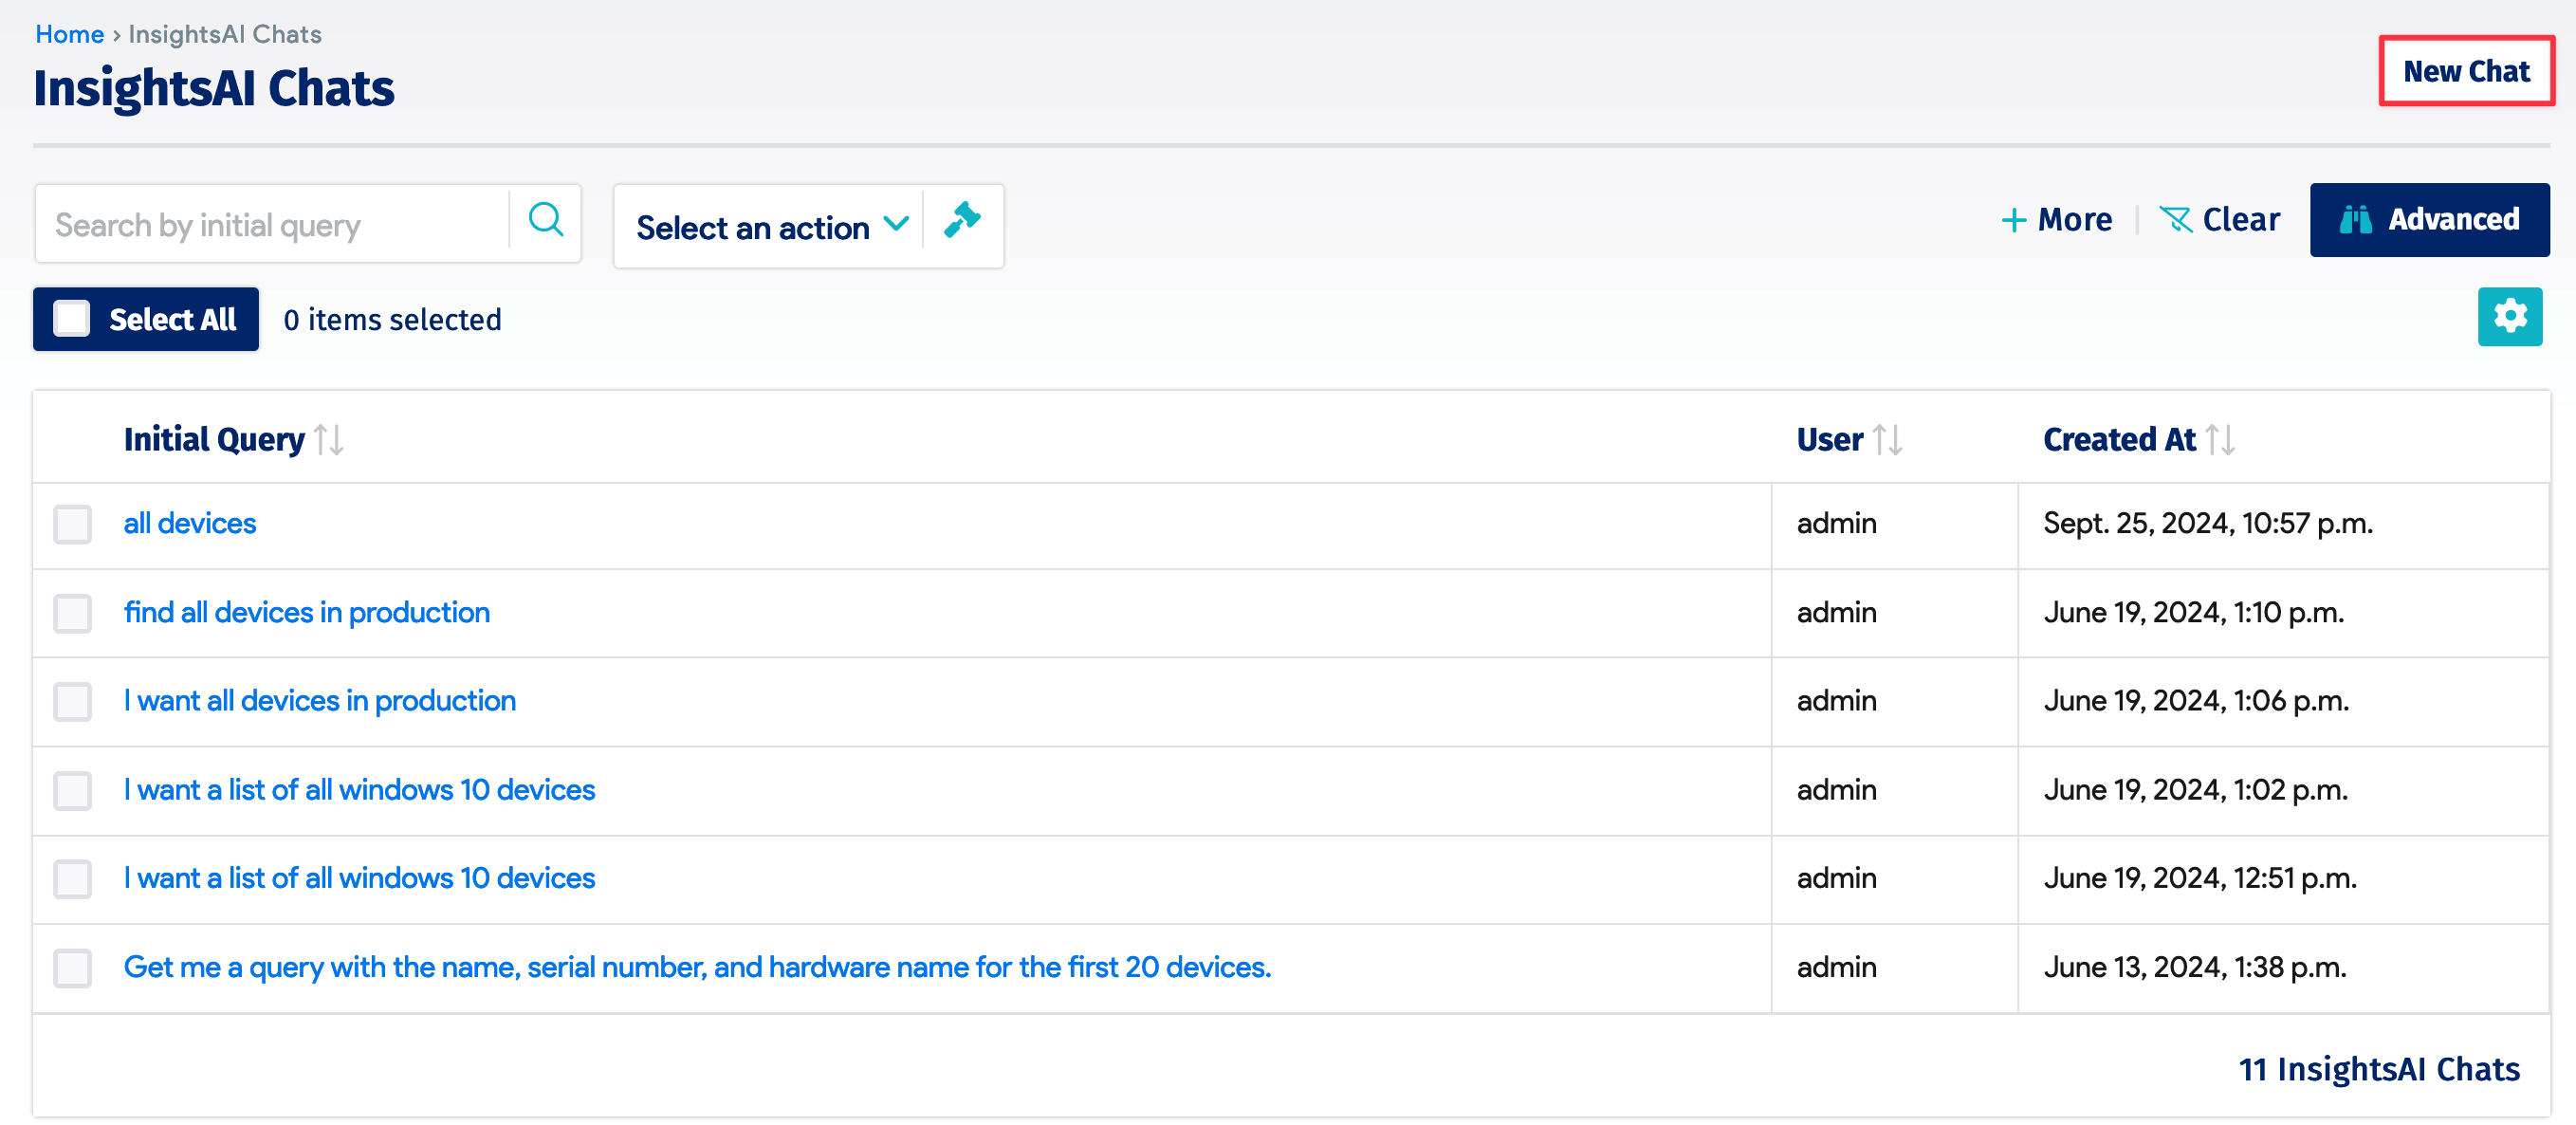 Home › InsightsAI Chats
InsightsAI Chats
New Chat
Search by initial query
Select an action
+ More
Clear
Advanced
Select All
0 items selected
Initial Query User Created At
all devices admin Sept. 25, 2024, 10:57 p.m.
find all devices in production admin June 19, 2024, 1:10 p.m.
I want all devices in production admin June 19, 2024, 1:06 p.m.
I want a list of all windows 10 devices admin June 19, 2024, 1:02 p.m.
I want a list of all windows 10 devices admin June 19, 2024, 12:51 p.m.
Get me a query with the name, serial number, and hardware name for the first 20 devices. admin June 13, 2024, 1:38 p.m.
11 InsightsAI Chats